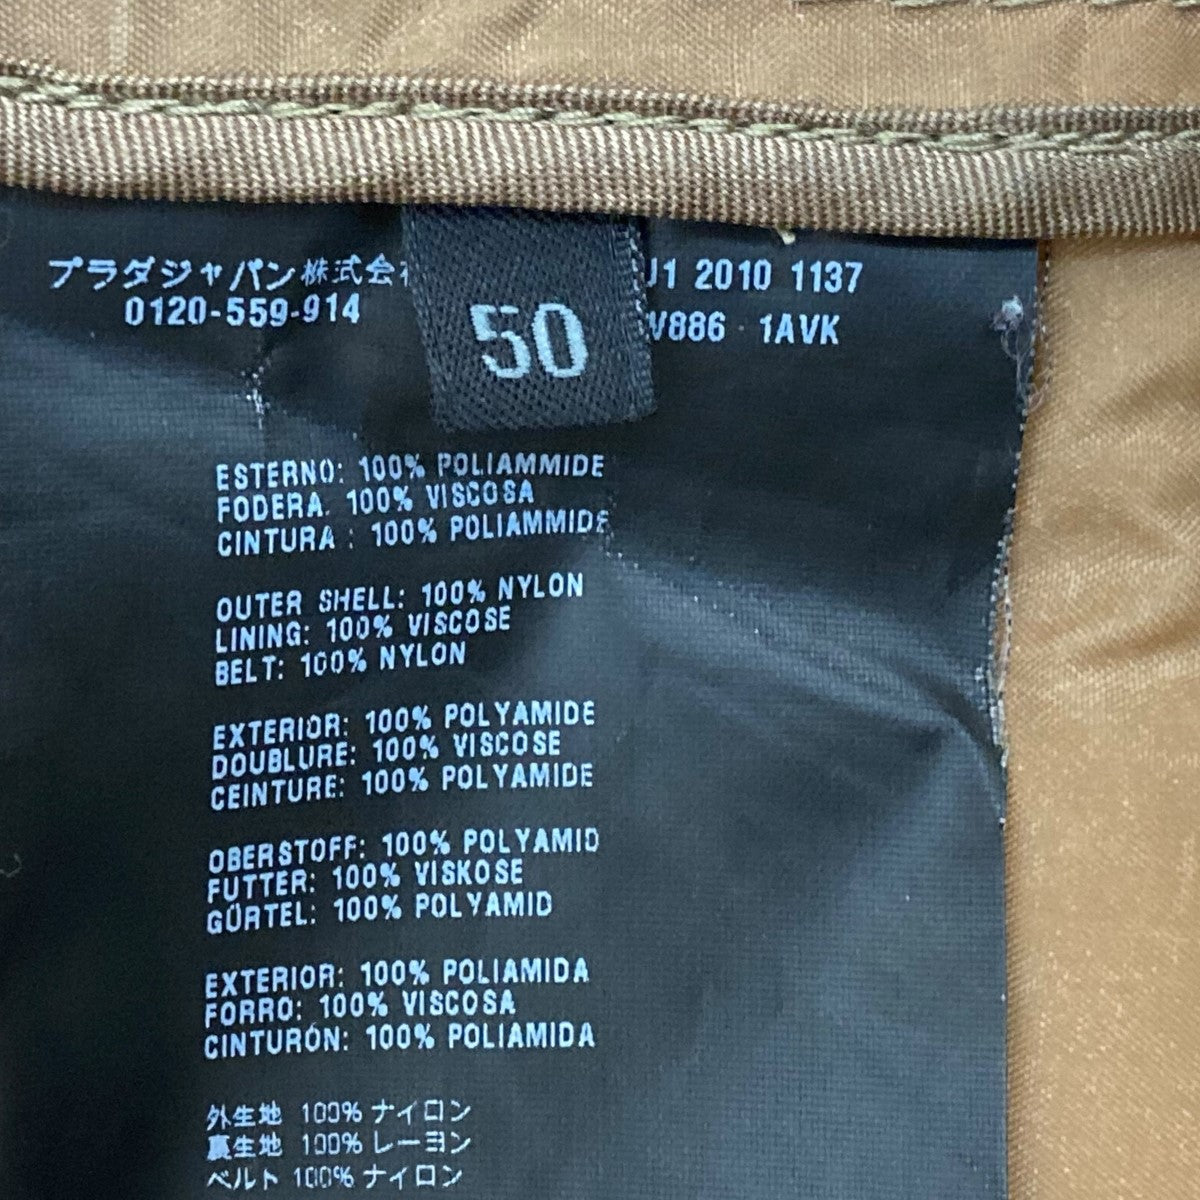 プラダジャパン株式会
0120-559-914
50
J1 2010 1137
V886 1AVK
ESTERNO: 100% POLIAMMIDE
FODERA. 100% VISCOSA
CINTURA : 100% POLIAMMIDE
OUTER SHELL: 100% NYLON
LINING: 100% VISCOSE
BELT: 100% NYLON
EXTERIOR: 100% POLYAMIDE
DOUBLURE: 100% VISCOSE
CEINTURE: 100% POLYAMIDE
OBERSTOFF: 100% POLYAMID
FUTTER: 100% VISKOSE
GÜRTEL: 100% POLYAMID
EXTERIOR: 100% POLIAMIDA
FORRO: 100% VISCOSA
CINTURÓN: 100% POLIAMIDA
外生地 100% ナイロン
裏生地 100% レーヨン
ベルト 100% ナイロン